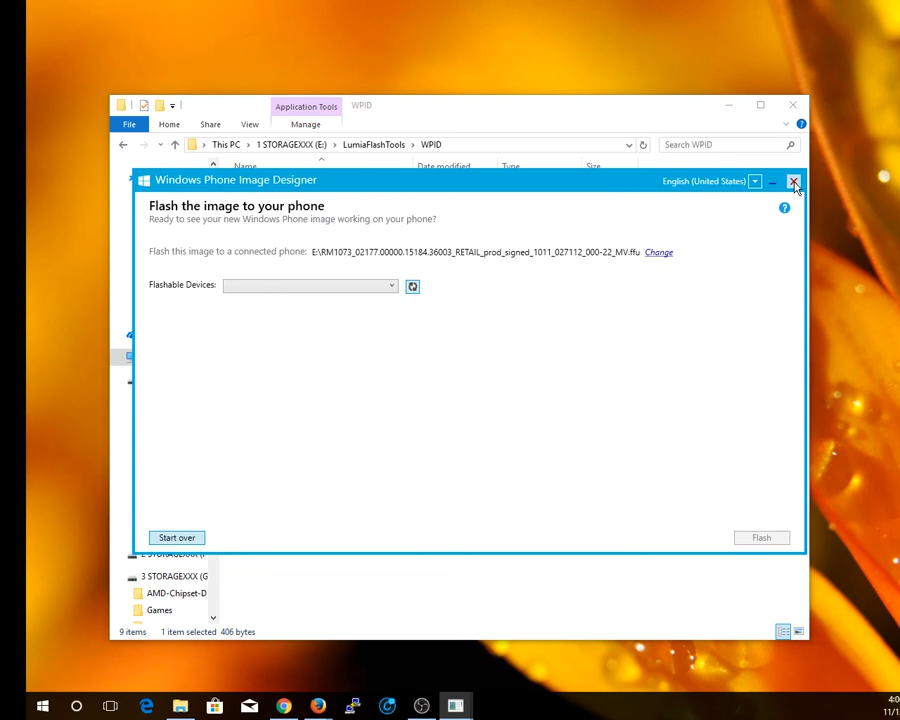 Application Tools WPID
File Home Share View Manage
This PC > 1 STORAGEXXX (E:) > LumiaFlashTools > WPID
Search WPID
Name Date modified Type Size
Windows Phone Image Designer
English (United States)
Flash the image to your phone
Ready to see your new Windows Phone image working on your phone?
Flash this image to a connected phone: E:\RM1073_02177.00000.15184.36003_RETAIL_prod_signed_1011_027112_000-22_MV.ffu Change
Flashable Devices:
Start over
Flash
3 STORAGEXXX (G
AMD-Chipset-D
Games
9 items 1 item selected 406 bytes